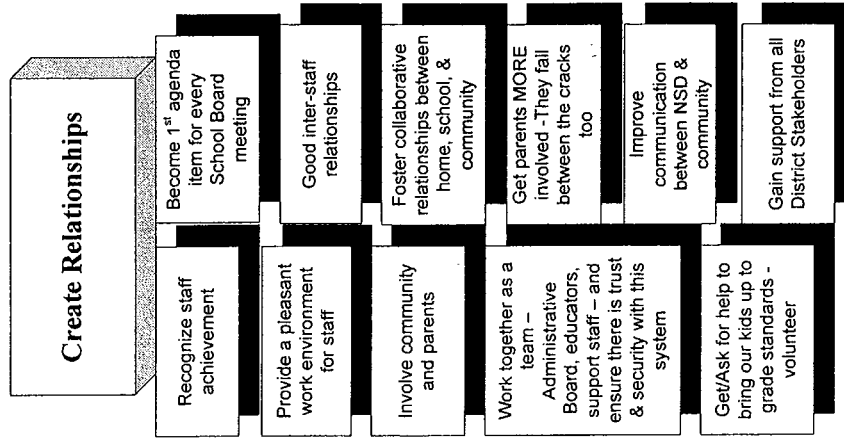 Create Relationships
Recognize staff
achievement
Provide a pleasant
work environment
for staff
Involve community
and parents
Work together as a
team –
Administrative
Board, educators,
support staff – and
ensure there is trust
& security with this
system
Get/Ask for help to
bring our kids up to
grade standards -
volunteer
Become 1st agenda
item for every
School Board
meeting
Good inter-staff
relationships
Foster collaborative
relationships between
home, school, &
community
Get parents MORE
involved -They fall
between the cracks
too
Improve
communication
between NSD &
community
Gain support from all
District Stakeholders